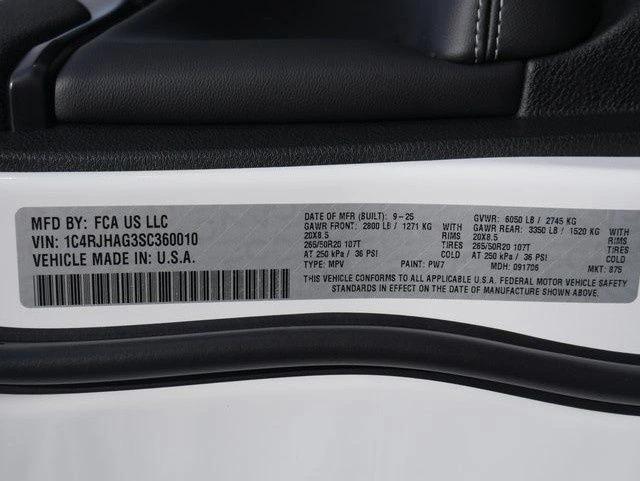 MFD BY: FCA US LLC
VIN: 1C4RJHAG3SC360010
VEHICLE MADE IN: U.S.A.
DATE OF MFR (BUILT): 9-25 GVWR: 6050 LB / 2745 KG
GAWR FRONT: 2800 LB / 1271 KG WITH GAWR REAR: 3350 LB / 1520 KG WITH
20X8.5 RIMS 20X8.5 RIMS
265/50R20 107T TIRES 265/50R20 107T TIRES
AT 250 kPa / 36 PSI COLD AT 250 kPa / 36 PSI COLD
TYPE: MPV PAINT: PW7 MDH: 091706 MKT: 875
THIS VEHICLE CONFORMS TO ALL APPLICABLE U.S.A. FEDERAL MOTOR VEHICLE SAFETY
STANDARDS IN EFFECT ON THE DATE OF MANUFACTURE SHOWN ABOVE.